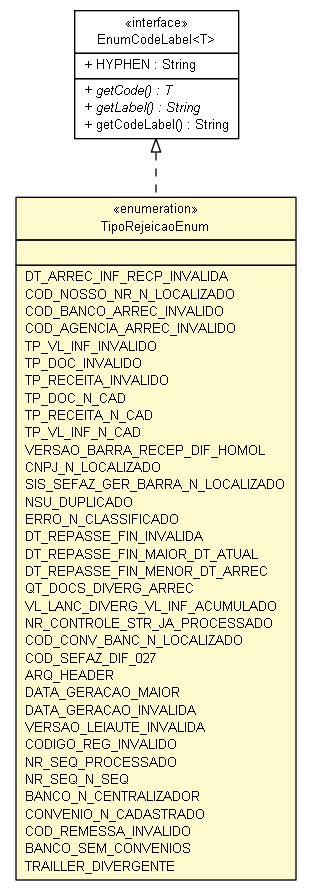 «interface»
EnumCodeLabel<T>
+ HYPHEN : String
+ getCode() : T
+ getLabel() : String
+ getCodeLabel() : String
«enumeration»
TipoRejeicaoEnum
DT_ARREC_INF_RECP_INVALIDA
COD_NOSSO_NR_N_LOCALIZADO
COD_BANCO_ARREC_INVALIDO
COD_AGENCIA_ARREC_INVALIDO
TP_VL_INF_INVALIDO
TP_DOC_INVALIDO
TP_RECEITA_INVALIDO
TP_DOC_N_CAD
TP_RECEITA_N_CAD
TP_VL_INF_N_CAD
VERSAO_BARRA_RECEP_DIF_HOMOL
CNPJ_N_LOCALIZADO
SIS_SEFAZ_GER_BARRA_N_LOCALIZADO
NSU_DUPLICADO
ERRO_N_CLASSIFICADO
DT_REPASSE_FIN_INVALIDA
DT_REPASSE_FIN_MAIOR_DT_ATUAL
DT_REPASSE_FIN_MENOR_DT_ARREC
QT_DOCS_DIVERG_ARREC
VL_LANC_DIVERG_VL_INF_ACUMULADO
NR_CONTROLE_STR_JA_PROCESSADO
COD_CONV_BANC_N_LOCALIZADO
COD_SEFAZ_DIF_027
ARQ_HEADER
DATA_GERACAO_MAIOR
DATA_GERACAO_INVALIDA
VERSAO_LEIAUTE_INVALIDA
CODIGO_REG_INVALIDO
NR_SEQ_PROCESSADO
NR_SEQ_N_SEQ
BANCO_N_CENTRALIZADOR
CONVENIO_N_CADASTRADO
COD_REMESSA_INVALIDO
BANCO_SEM_CONVENIOS
TRAILLER_DIVERGENTE